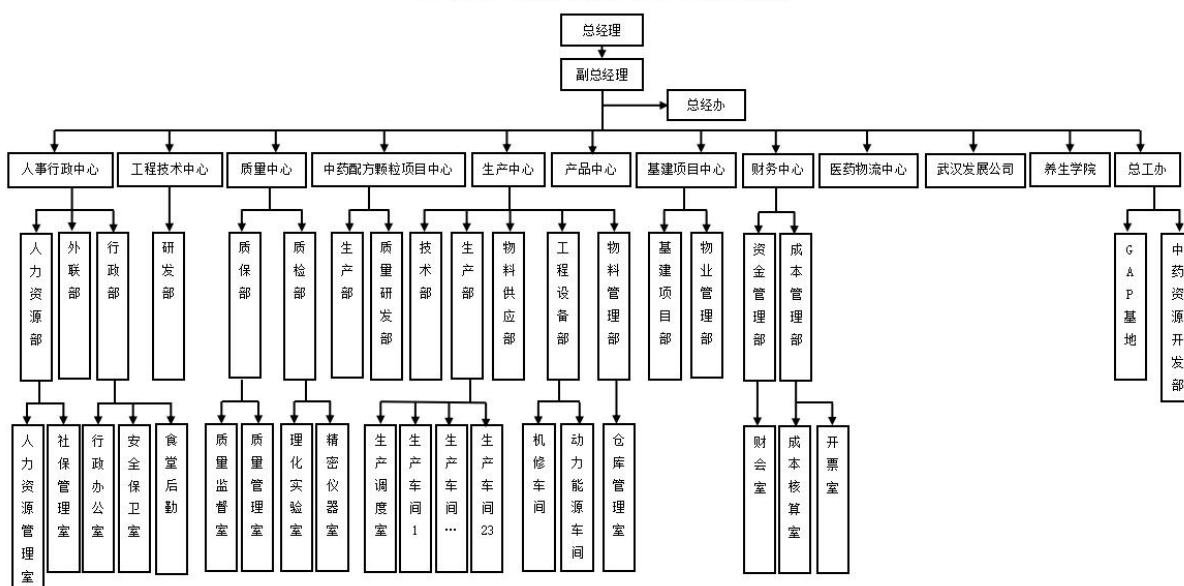 总经理
副总经理
总经办
人事行政中心
工程技术中心
质量中心
中药配方颗粒项目中心
生产中心
产品中心
基建项目中心
财务中心
医药物流中心
武汉发展公司
养生学院
总工办
人力资源部
外联部
行政部
研发部
质保部
质检部
生产部
质量研发部
技术部
生产部
物料供应部
工程设备部
物料管理部
基建项目部
物业管理部
资金管理部
成本管理部
GAP基地
中药资源开发部
人力资源管理室
社保管理室
行政办公室
安全保卫室
食堂后勤
质量监督室
质量管理室
理化实验室
精密仪器室
生产调度室
生产车间1
生产车间…
生产车间23
机修车间
动力能源车间
仓库管理室
财会室
成本核算室
开票室